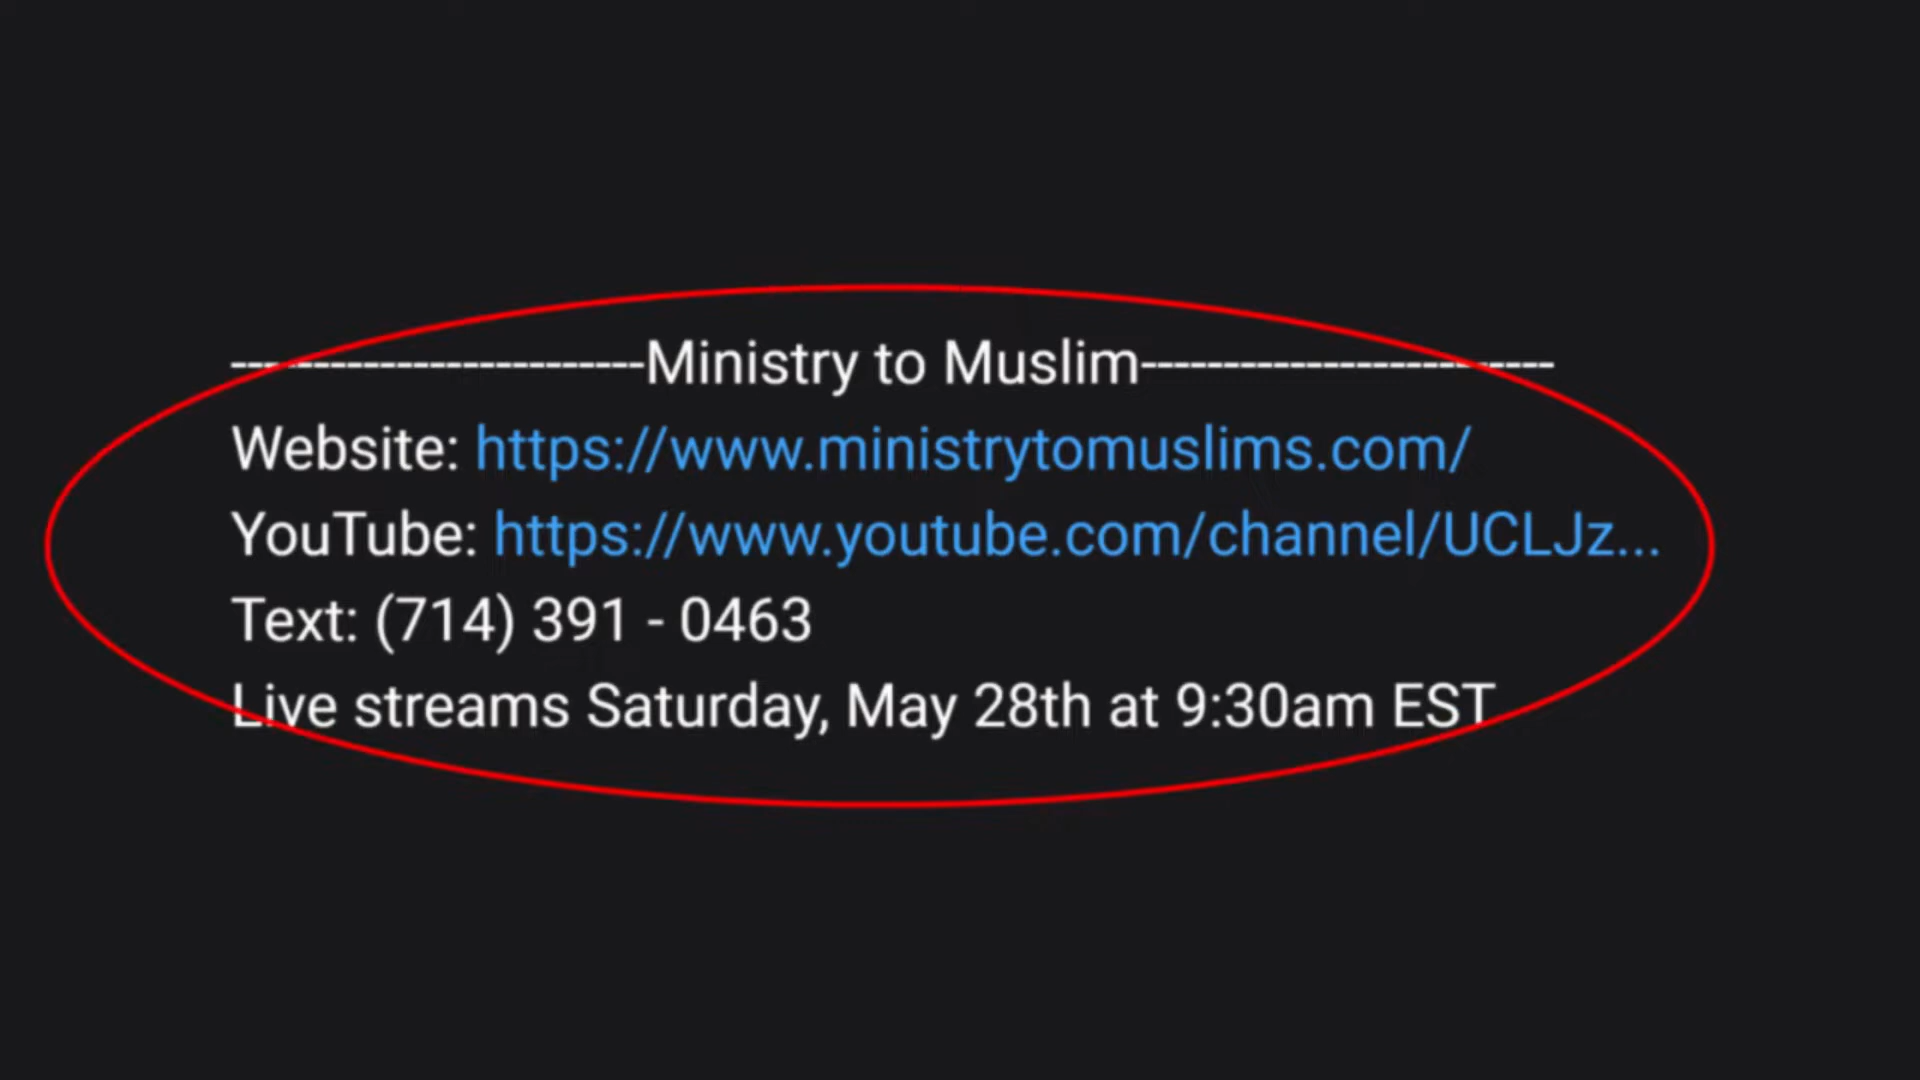 -------------------------Ministry to Muslim-------------------------
Website: https://www.ministrytomuslims.com/
YouTube: https://www.youtube.com/channel/UCLJz...
Text: (714) 391 - 0463
Live streams Saturday, May 28th at 9:30am EST